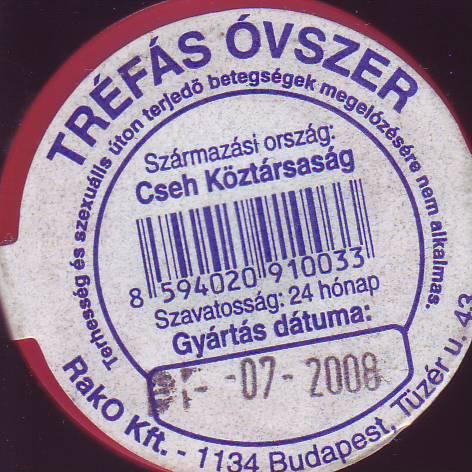 TRÉFÁS ÓVSZER
Terhesség és szexuális úton terjedő betegségek megelőzésére nem alkalmas.
Származási ország:
Cseh Köztársaság
8 594020 910033
Szavatosság: 24 hónap
Gyártás dátuma:
-07-2008
RakO Kft. - 1134 Budapest, Tüzér u. 43